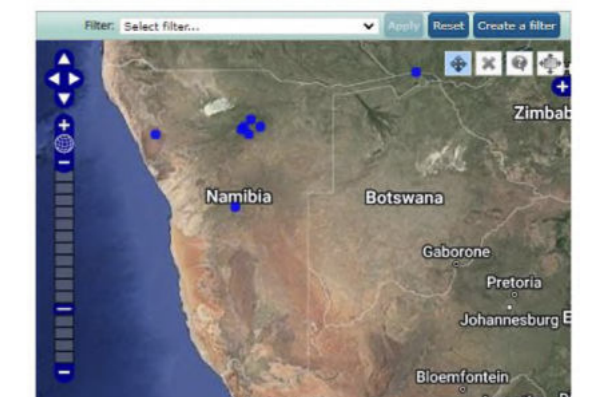 Filter: Select filter... Apply Reset Create a filter
Zimbab
Namibia
Botswana
Gaborone
Pretoria
Johannesburg E
Bloemfontein